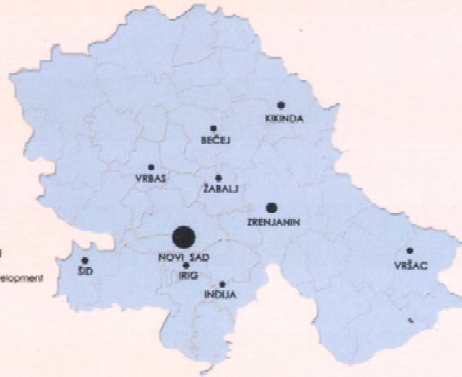 KIKINDA
BEČEJ
VRBAS
ŽABALJ
ZRENJANIN
NOVI SAD
ŠID
IRIG
VRŠAC
INĐIJA